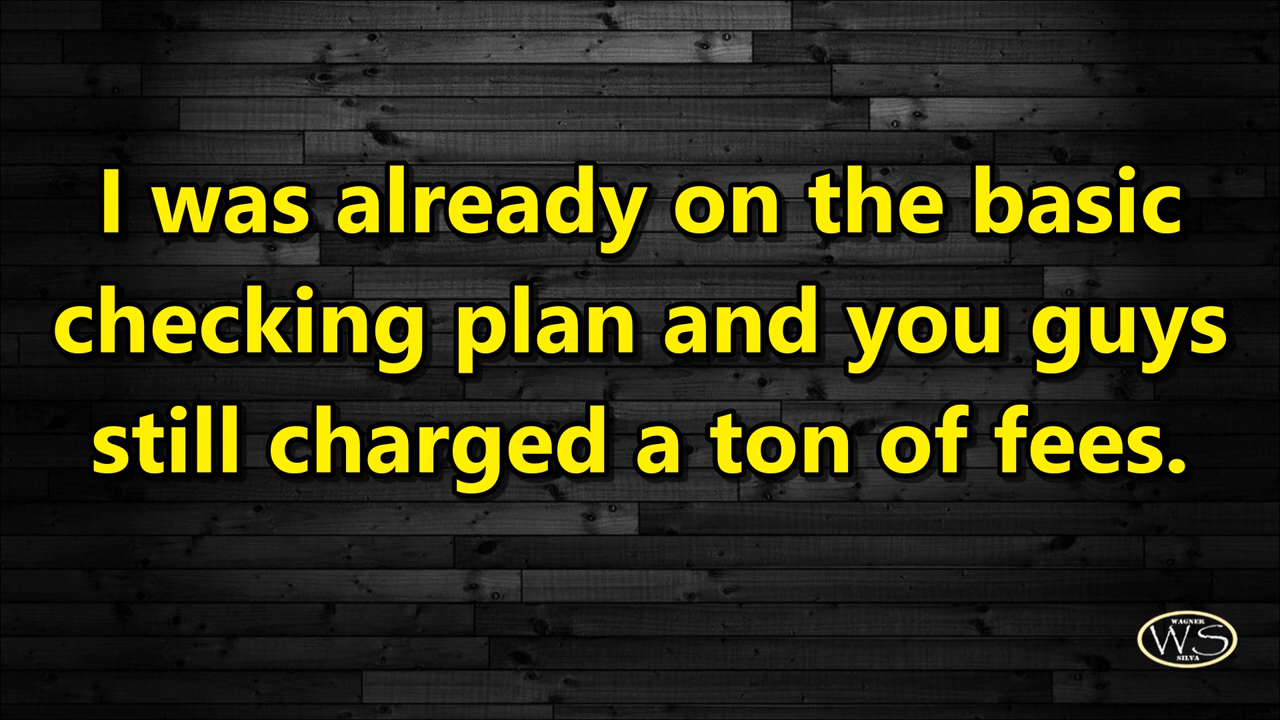 I was already on the basic
checking plan and you guys
still charged a ton of fees.
WAGNER
WS
SILVA